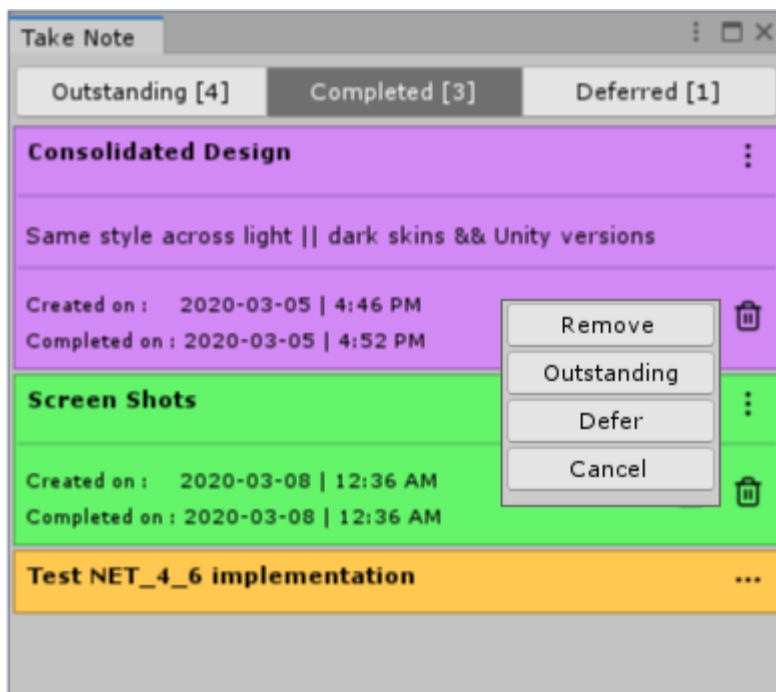 Take Note
Outstanding [4] Completed [3] Deferred [1]
Consolidated Design
Same style across light || dark skins && Unity versions
Created on : 2020-03-05 | 4:46 PM
Completed on : 2020-03-05 | 4:52 PM
Remove
Outstanding
Defer
Cancel
Screen Shots
Created on : 2020-03-08 | 12:36 AM
Completed on : 2020-03-08 | 12:36 AM
Test NET_4_6 implementation